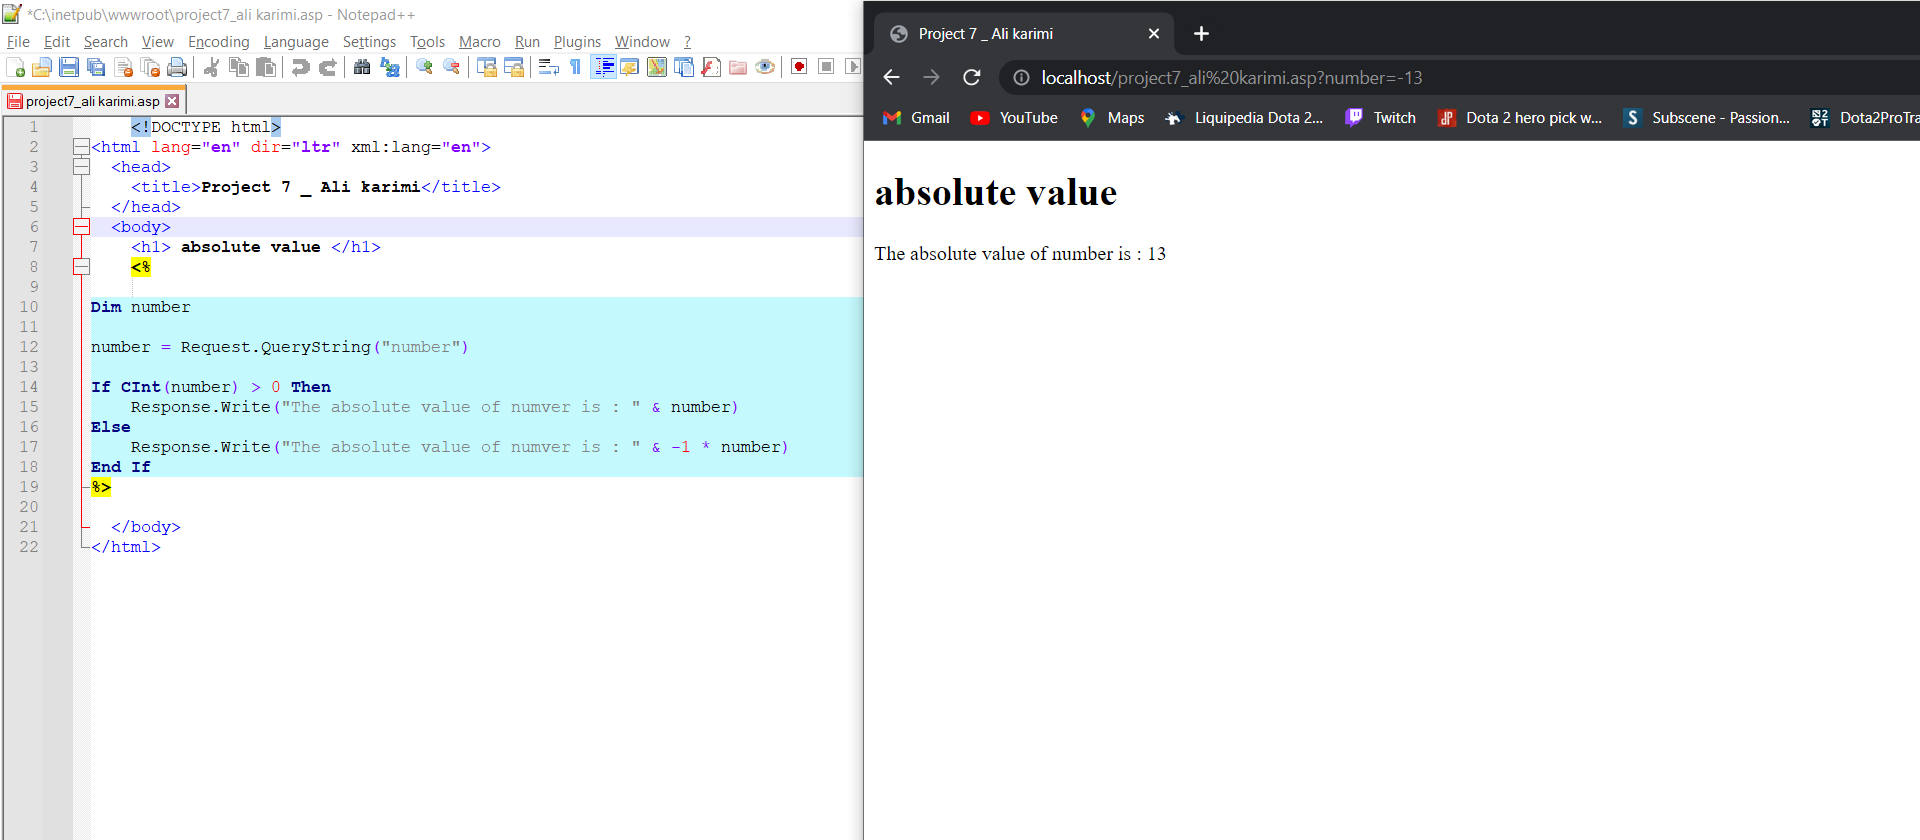 *C:\inetpub\wwwroot\project7_ali karimi.asp - Notepad++
File Edit Search View Encoding Language Settings Tools Macro Run Plugins Window ?
project7_ali karimi.asp
1 <!DOCTYPE html>
2 <html lang="en" dir="ltr" xml:lang="en">
3 <head>
4 <title>Project 7 _ Ali karimi</title>
5 </head>
6 <body>
7 <h1> absolute value </h1>
8 <%
9
10 Dim number
11
12 number = Request.QueryString("number")
13
14 If CInt(number) > 0 Then
15 Response.Write("The absolute value of numver is : " & number)
16 Else
17 Response.Write("The absolute value of numver is : " & -1 * number)
18 End If
19 %>
20
21 </body>
22 </html>
Project 7 _ Ali karimi
localhost/project7_ali%20karimi.asp?number=-13
Gmail YouTube Maps Liquipedia Dota 2... Twitch JP Dota 2 hero pick w... S Subscene - Passion... Dota2ProTra
absolute value
The absolute value of number is : 13